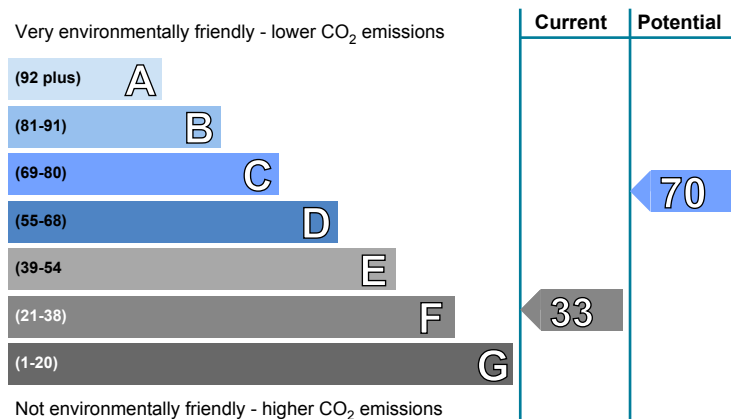 Current Potential
Very environmentally friendly - lower CO₂ emissions
(92 plus) A
(81-91) B
(69-80) C
70
(55-68) D
(39-54 E
(21-38) F 33
(1-20) G
Not environmentally friendly - higher CO₂ emissions